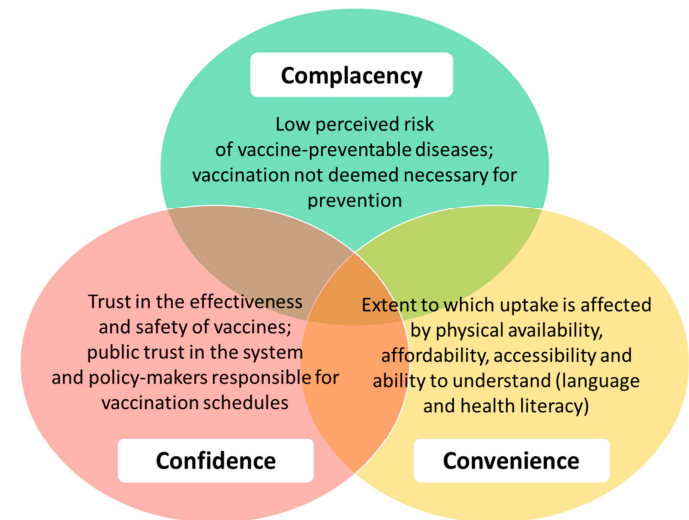 Complacency
Low perceived risk
of vaccine-preventable diseases;
vaccination not deemed necessary for
prevention
Trust in the effectiveness
and safety of vaccines;
public trust in the system
and policy-makers responsible for
vaccination schedules
Confidence
Extent to which uptake is affected
by physical availability,
affordability, accessibility and
ability to understand (language
and health literacy)
Convenience